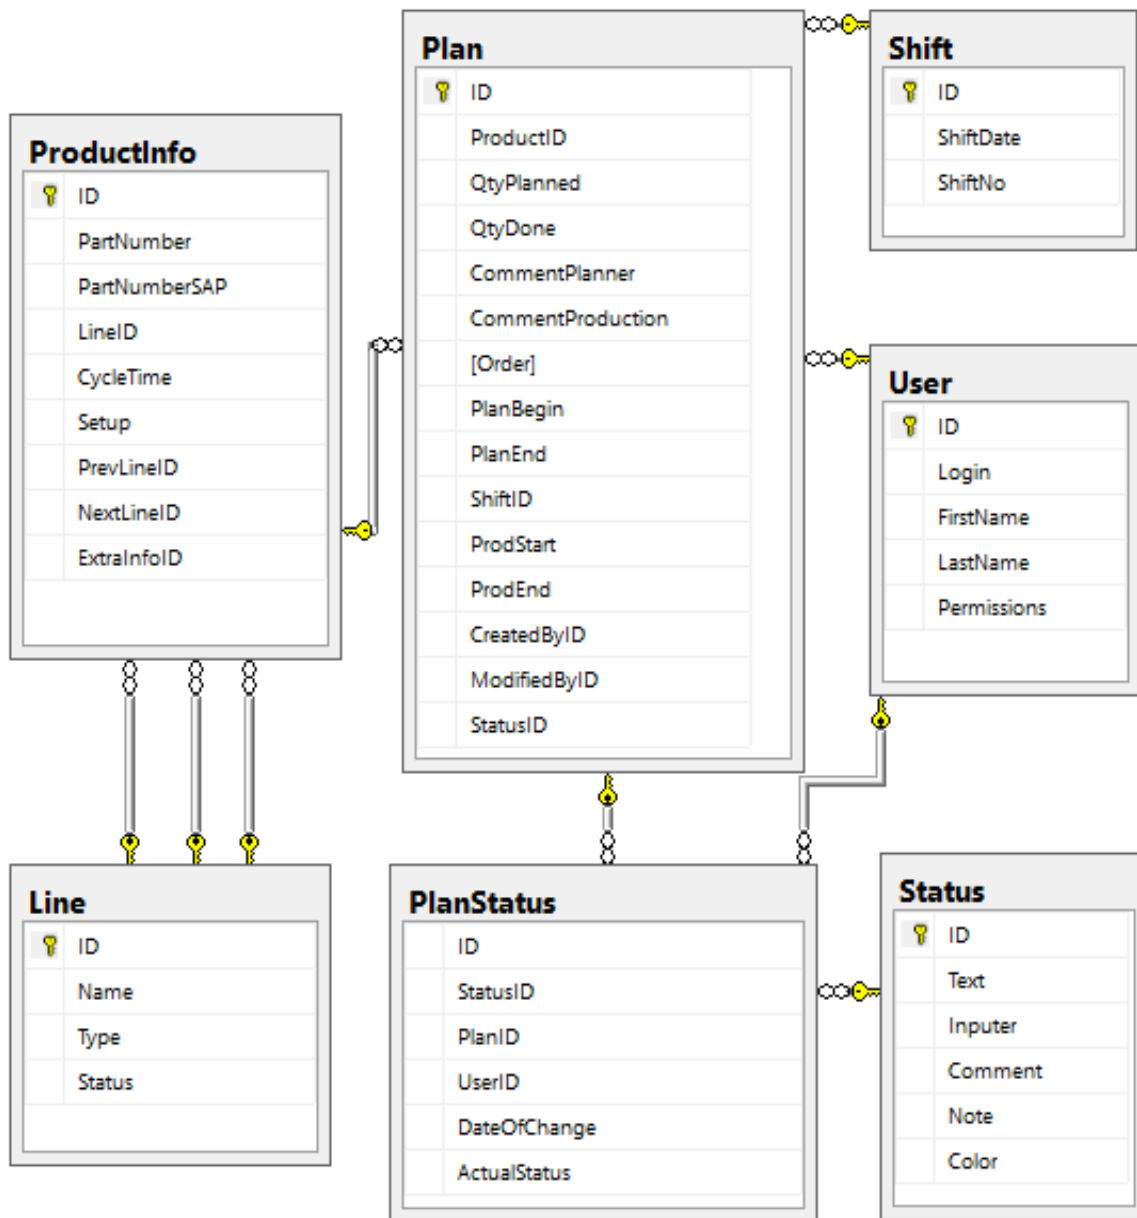 ProductInfo
ID
PartNumber
PartNumberSAP
LineID
CycleTime
Setup
PrevLineID
NextLineID
ExtraInfoID
Plan
ID
ProductID
QtyPlanned
QtyDone
CommentPlanner
CommentProduction
[Order]
PlanBegin
PlanEnd
ShiftID
ProdStart
ProdEnd
CreatedByID
ModifiedByID
StatusID
Shift
ID
ShiftDate
ShiftNo
User
ID
Login
FirstName
LastName
Permissions
Line
ID
Name
Type
Status
PlanStatus
ID
StatusID
PlanID
UserID
DateOfChange
ActualStatus
Status
ID
Text
Inputer
Comment
Note
Color